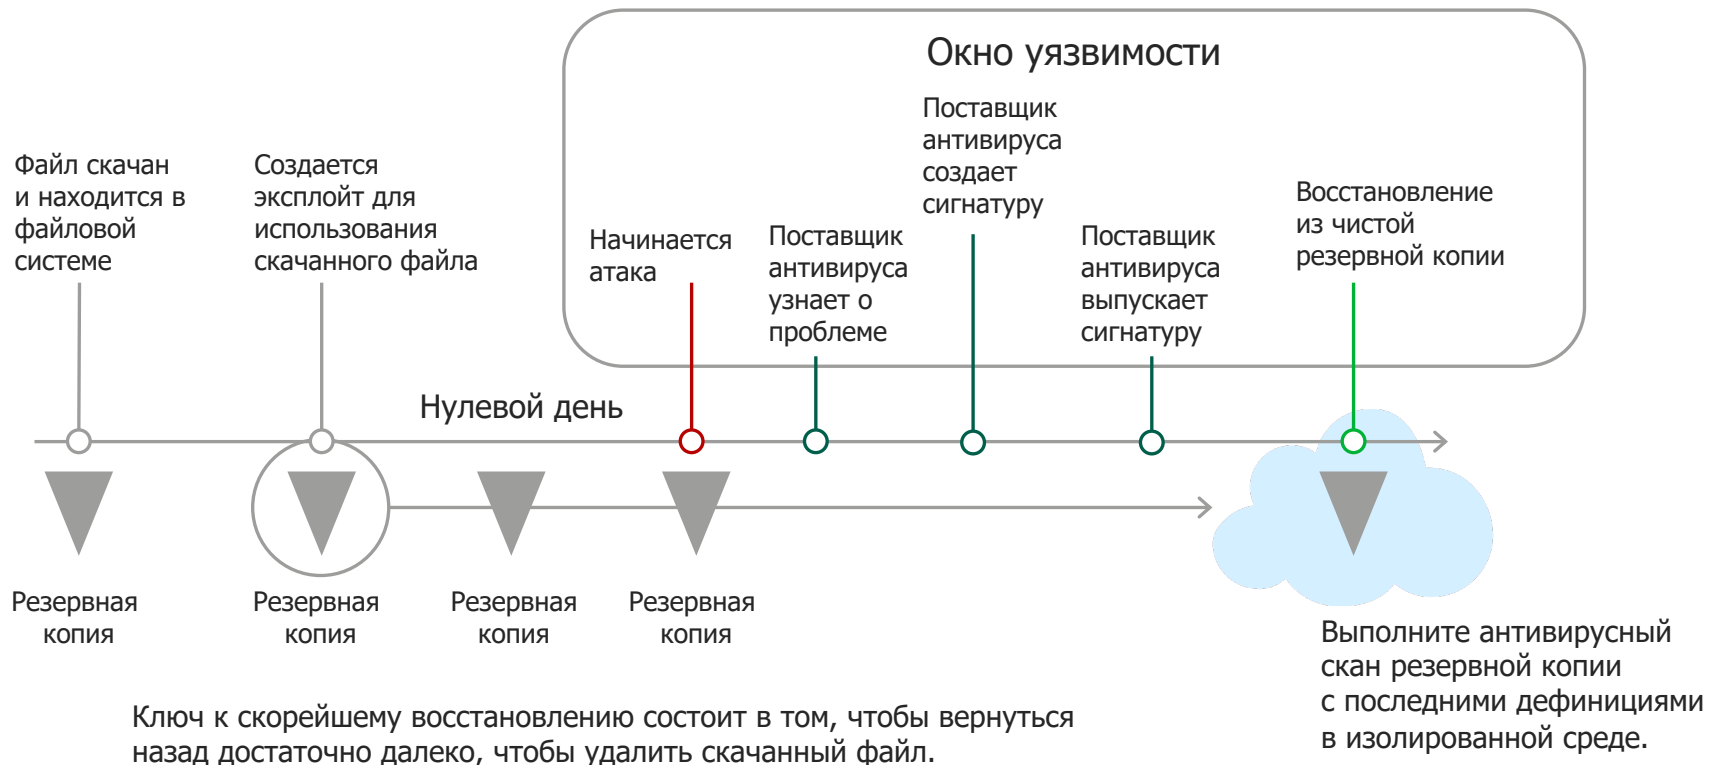 Окно уязвимости
Файл скачан
и находится в
файловой
системе
Создается
эксплойт для
использования
скачанного файла
Начинается
атака
Поставщик
антивируса
узнает о
проблеме
Поставщик
антивируса
создает
сигнатуру
Поставщик
антивируса
выпускает
сигнатуру
Восстановление
из чистой
резервной копии
Нулевой день
Резервная
копия
Резервная
копия
Резервная
копия
Резервная
копия
Выполните антивирусный
скан резервной копии
с последними дефинициями
в изолированной среде.
Ключ к скорейшему восстановлению состоит в том, чтобы вернуться
назад достаточно далеко, чтобы удалить скачанный файл.